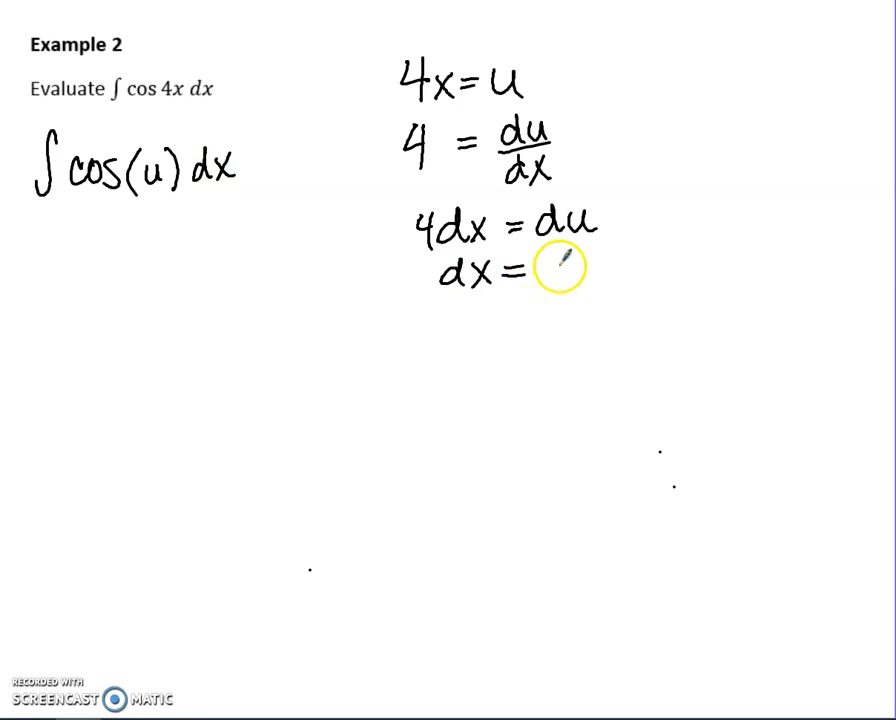 Example 2
Evaluate ∫ cos 4x dx
∫ cos(u) dx
4x = u
4 = du/dx
4dx = du
dx =
RECORDED WITH
SCREENCAST MATIC